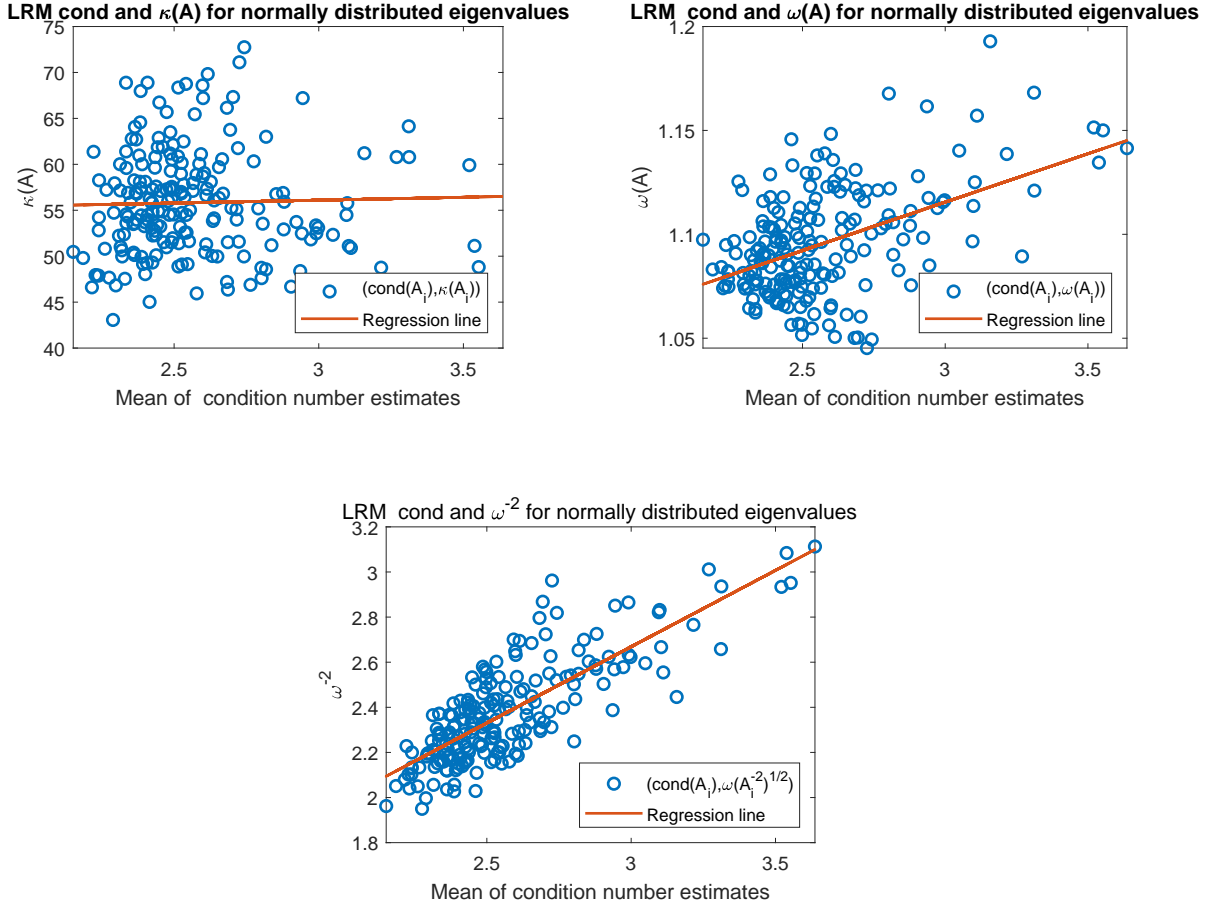 LRM cond and κ(A) for normally distributed eigenvalues
75
70
65
60
55
50
45
40
κ(A)
(cond(A_i),κ(A_i))
Regression line
2.5 3 3.5
Mean of condition number estimates
LRM cond and ω(A) for normally distributed eigenvalues
1.2
1.15
1.1
1.05
ω(A)
(cond(A_i),ω(A_i))
Regression line
2.5 3 3.5
Mean of condition number estimates
LRM cond and ω^-2 for normally distributed eigenvalues
3.2
3
2.8
2.6
2.4
2.2
2
1.8
ω^-2
(cond(A_i),ω(A_i^-2)^1/2)
Regression line
2.5 3 3.5
Mean of condition number estimates